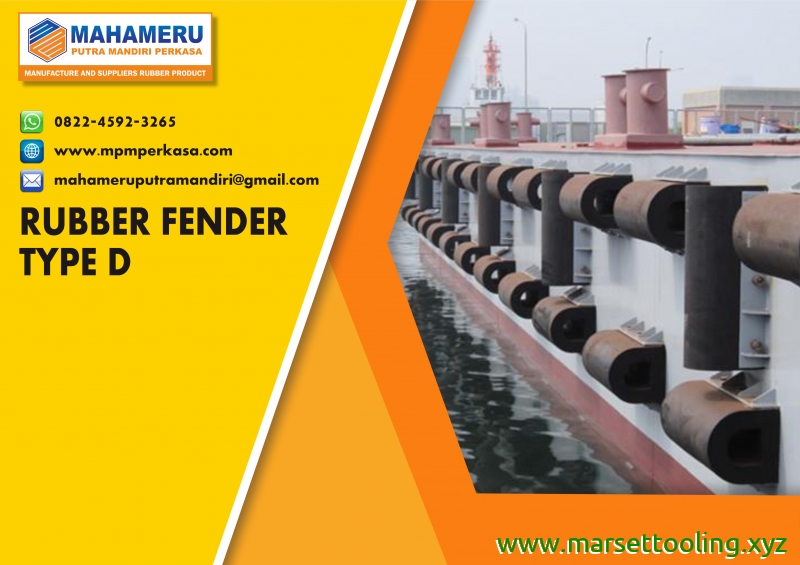 MAHAMERU
PUTRA MANDIRI PERKASA
MANUFACTURE AND SUPPLIERS RUBBER PRODUCT
0822-4592-3265
www.mpmperkasa.com
mahameruputramandiri@gmail.com
RUBBER FENDER
TYPE D
www.marsettooling.xyz